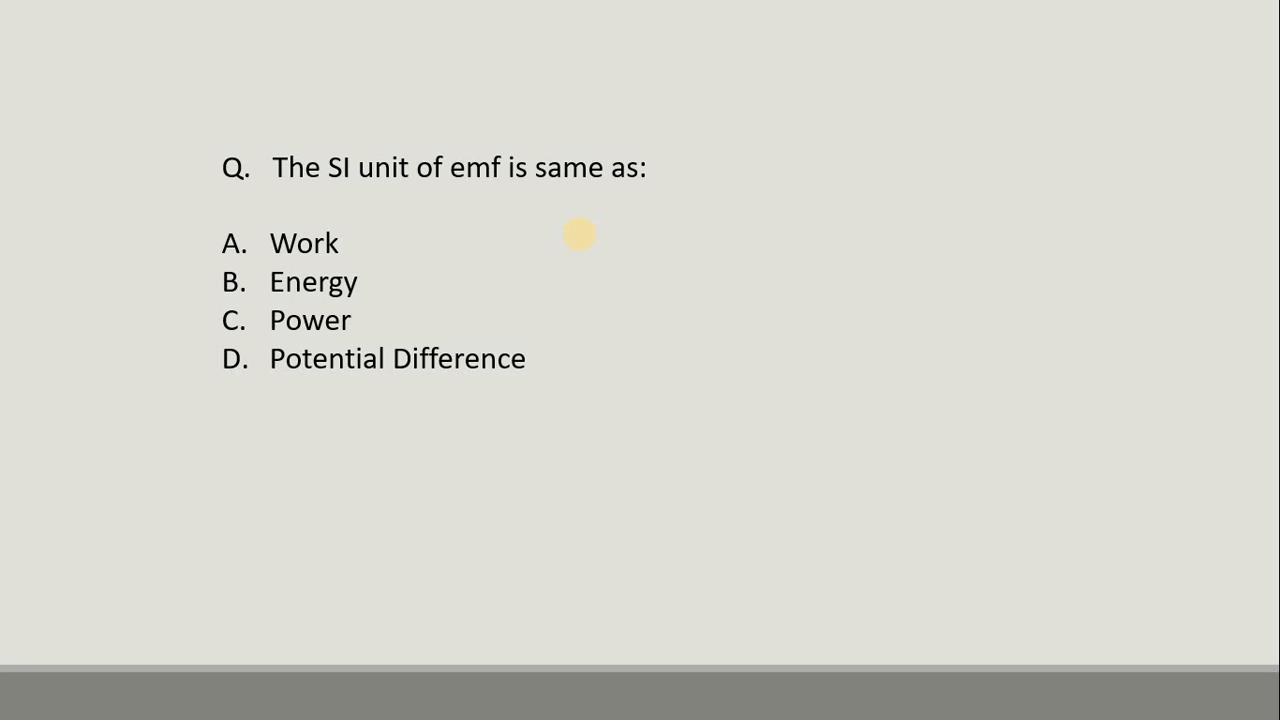 Q. The SI unit of emf is same as:
A. Work
B. Energy
C. Power
D. Potential Difference